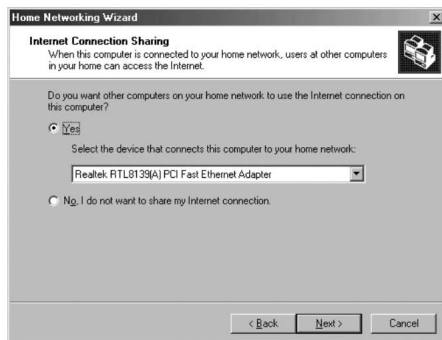 Home Networking Wizard
Internet Connection Sharing
When this computer is connected to your home network, users at other computers
in your home can access the Internet.
Do you want other computers on your home network to use the Internet connection on
this computer?
Yes
Select the device that connects this computer to your home network:
Realtek RTL8139(A) PCI Fast Ethernet Adapter
No, I do not want to share my Internet connection.
< Back
Next >
Cancel